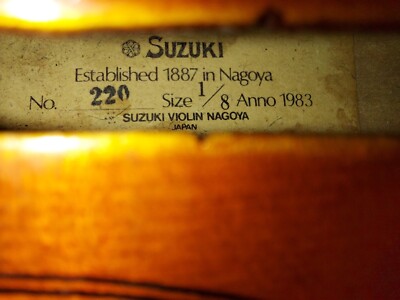 SUZUKI
Established 1887 in Nagoya
No. 220 Size 1/8 Anno 1983
SUZUKI VIOLIN NAGOYA
JAPAN